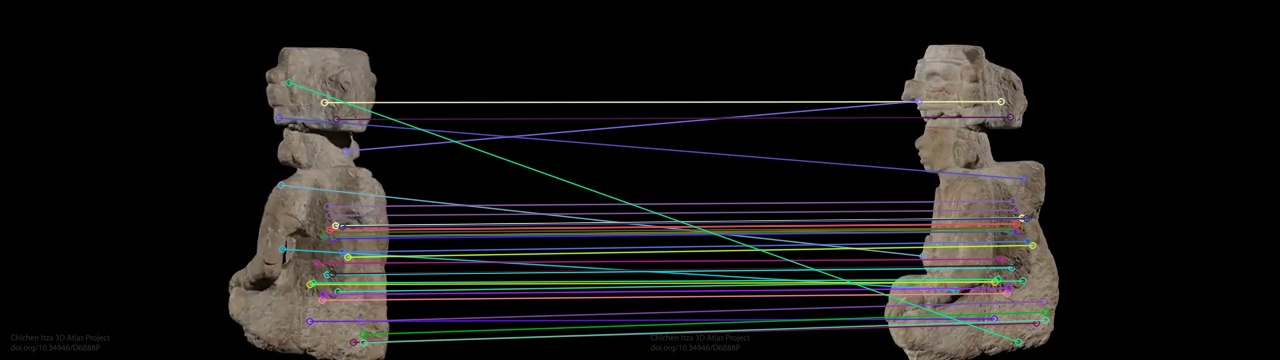 Chichen Itza 3D Atlas Project
doi.org/10.34946/D6B88P
Chichen Itza 3D Atlas Project
doi.org/10.34946/D6B88P